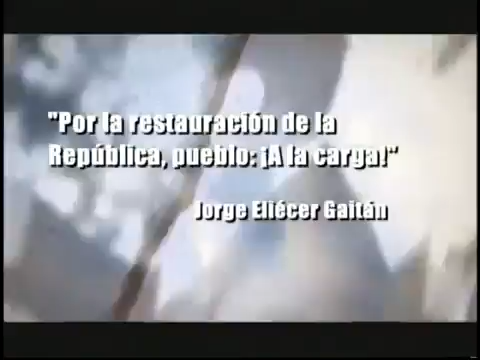 "Por la restauración de la
República, pueblo: ¡A la carga!"
Jorge Eliécer Gaitán